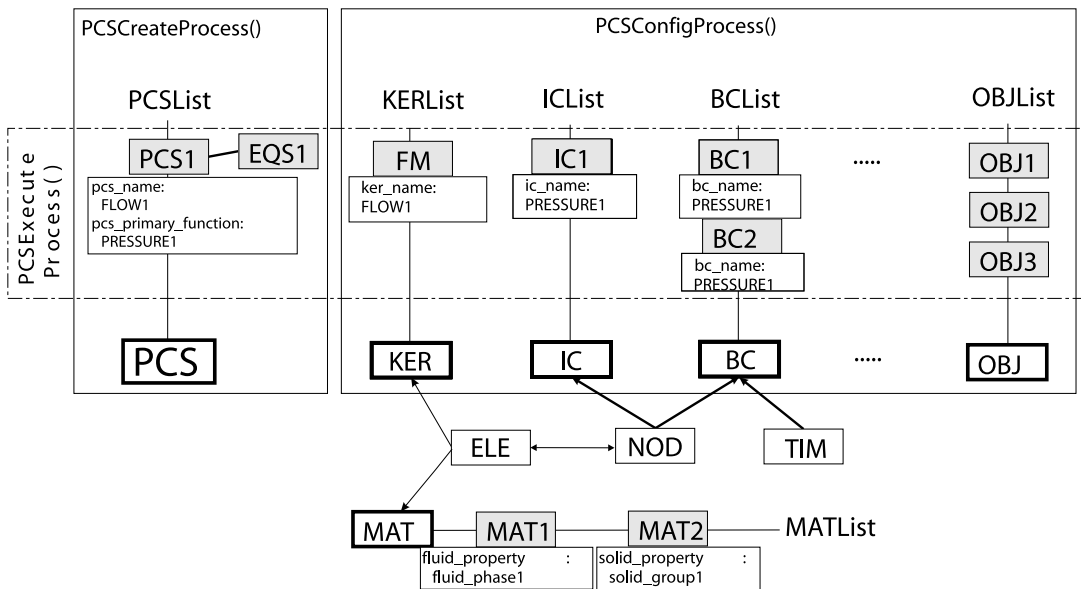 PCSCreateProcess()
PCSConfigProcess()
PCSList
KERList
ICList
BCList
OBJList
PCSExecute
Process()
PCS1
EQS1
pcs_name:
FLOW1
pcs_primary_function:
PRESSURE1
FM
ker_name:
FLOW1
IC1
ic_name:
PRESSURE1
BC1
bc_name:
PRESSURE1
BC2
bc_name:
PRESSURE1
.....
OBJ1
OBJ2
OBJ3
PCS
KER
IC
BC
.....
OBJ
ELE
NOD
TIM
MAT
MAT1
MAT2
MATList
fluid_property :
fluid_phase1
solid_property :
solid_group1